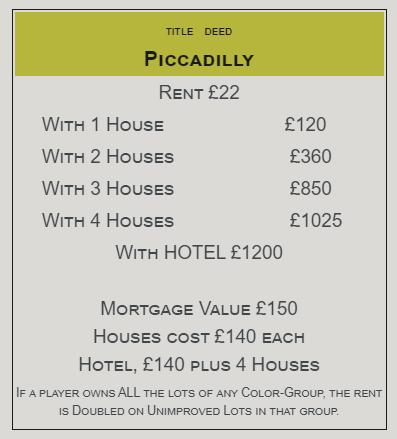 TITLE DEED
PICCADILLY
RENT £22
WITH 1 HOUSE £120
WITH 2 HOUSES £360
WITH 3 HOUSES £850
WITH 4 HOUSES £1025
WITH HOTEL £1200
MORTGAGE VALUE £150
HOUSES COST £140 EACH
HOTEL, £140 PLUS 4 HOUSES
IF A PLAYER OWNS ALL THE LOTS OF ANY COLOR-GROUP, THE RENT
IS DOUBLED ON UNIMPROVED LOTS IN THAT GROUP.